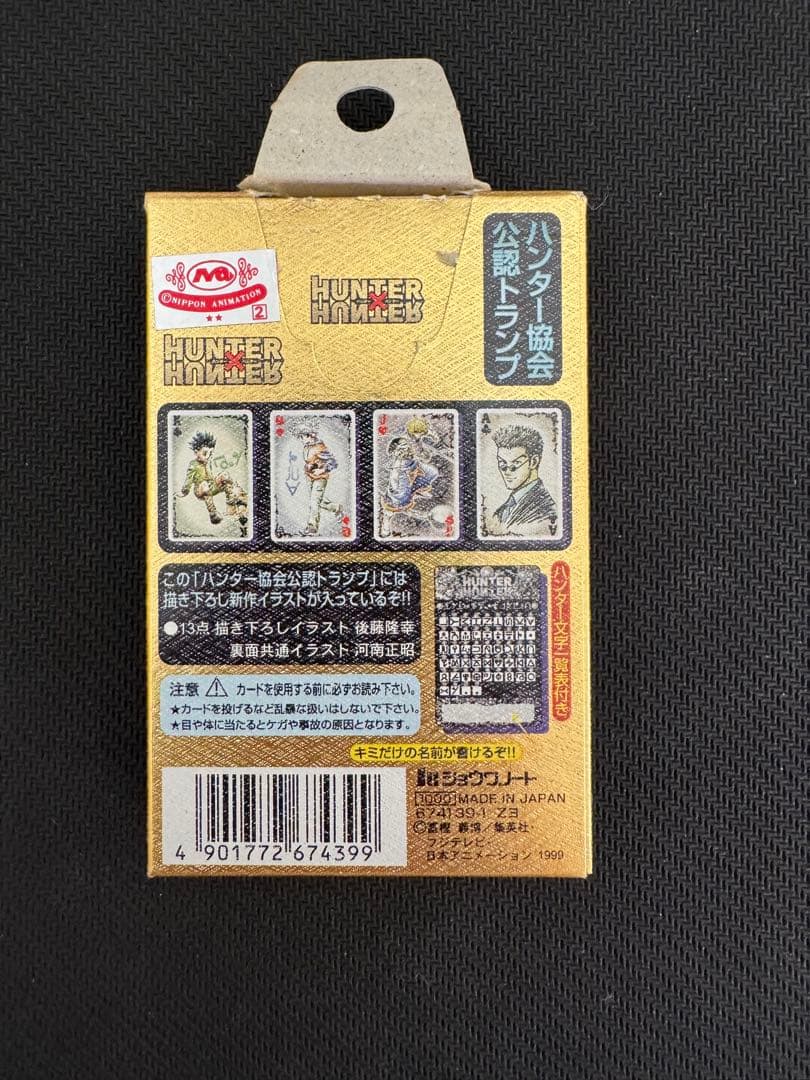 ハンター協会
公認トランプ
©NIPPON ANIMATION
★★
2
HUNTER
×
HUNTER
HUNTER
×
HUNTER
K
J
A
この「ハンター協会公認トランプ」には
描き下ろし新作イラストが入っているぞ!!
●13点 描き下ろしイラスト 後藤隆幸
裏面共通イラスト 河南正昭
HUNTER
HUNTER
ハンター文字一覧表付き
注意 ⚠ カードを使用する前に必ずお読み下さい。
★カードを投げるなど乱暴な扱いはしないで下さい。
★目や体に当たるとケガや事故の原因となります。
キミだけの名前が書けるぞ!!
ショウワノート
1000 MADE IN JAPAN
674139-1 ZЗ
©冨樫 義博/集英社・
フジテレビ・
日本アニメーション 1999
4 901772 674399